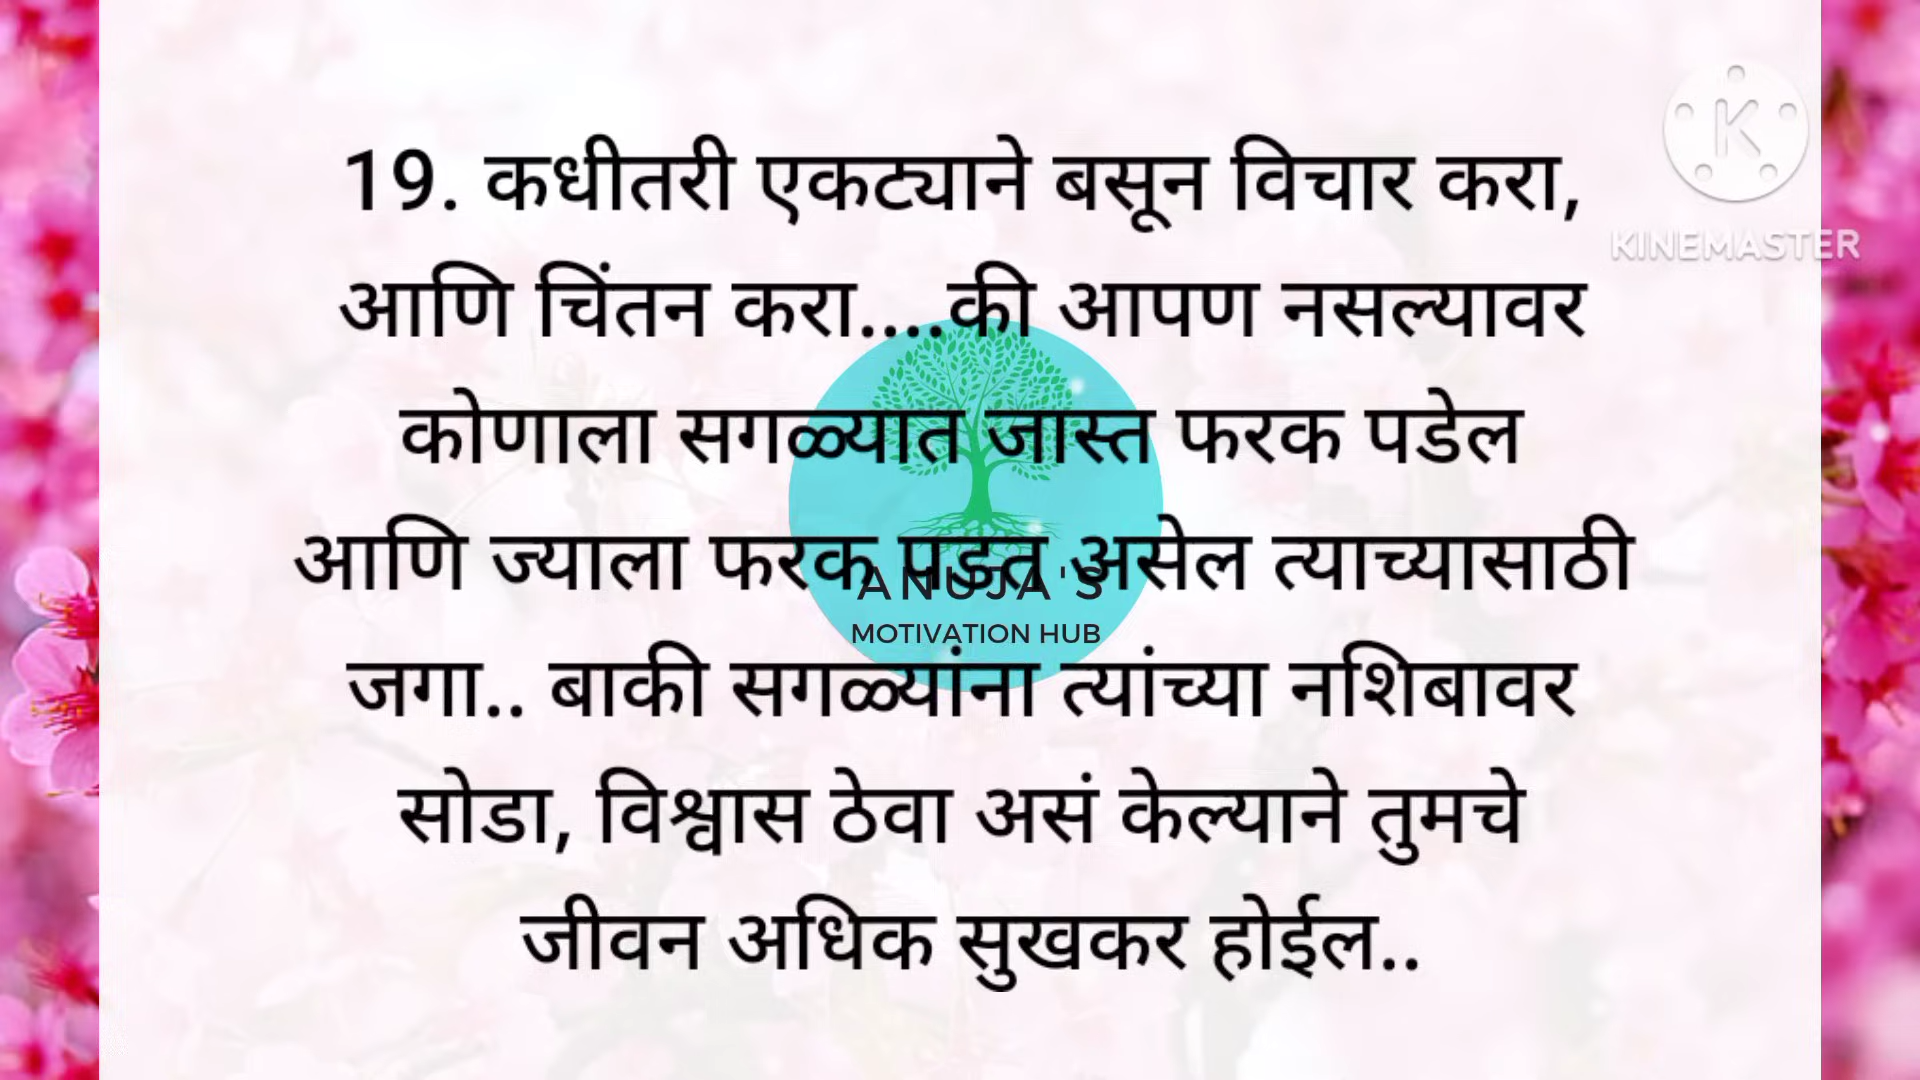 19. कधीतरी एकट्याने बसून विचार करा,
आणि चिंतन करा....की आपण नसल्यावर
कोणाला सगळ्यात जास्त फरक पडेल
आणि ज्याला फरक पडत असेल त्याच्यासाठी
जगा.. बाकी सगळ्यांना त्यांच्या नशिबावर
सोडा, विश्वास ठेवा असं केल्याने तुमचे
जीवन अधिक सुखकर होईल..
ANUJA'S
MOTIVATION HUB
K
KINEMASTER